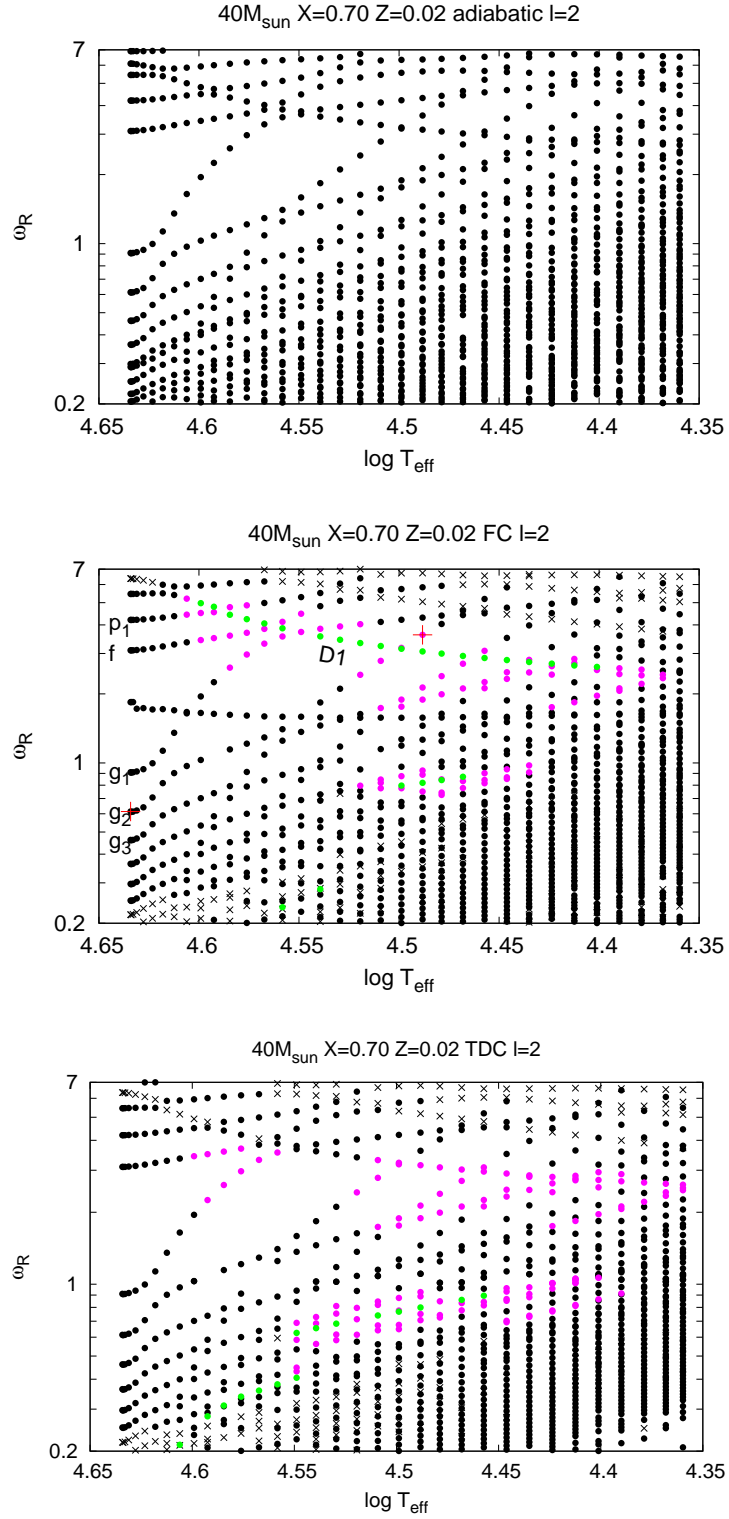 40M_sun X=0.70 Z=0.02 adiabatic l=2
7
1
0.2
ω_R
4.65 4.6 4.55 4.5 4.45 4.4 4.35
log T_eff
40M_sun X=0.70 Z=0.02 FC l=2
7
p_1
f
D1
1
g_1
g_2
g_3
0.2
ω_R
4.65 4.6 4.55 4.5 4.45 4.4 4.35
log T_eff
40M_sun X=0.70 Z=0.02 TDC l=2
7
1
0.2
ω_R
4.65 4.6 4.55 4.5 4.45 4.4 4.35
log T_eff